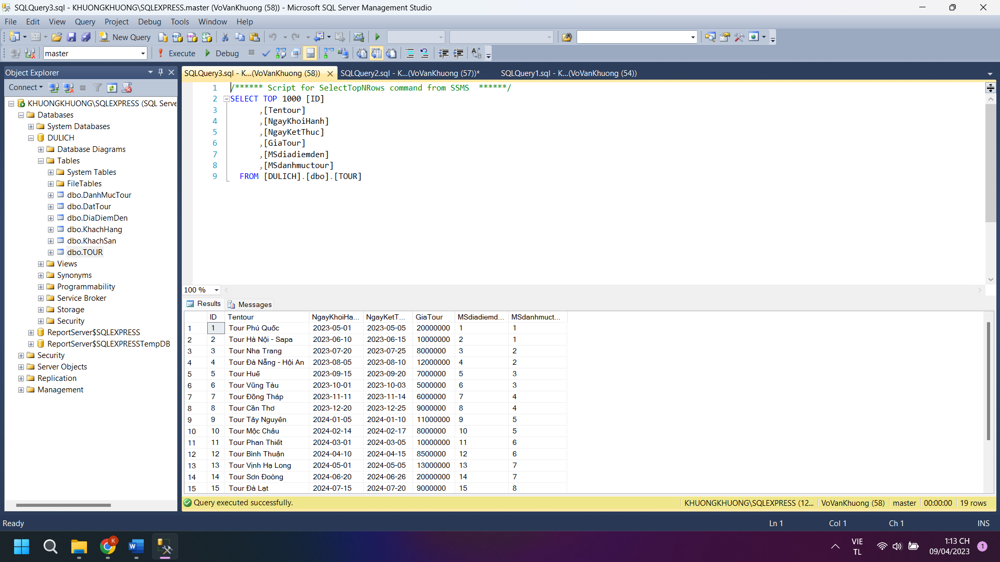 SQLQuery3.sql - KHUONGKHUONG\SQLEXPRESS.master (VoVanKhuong (58)) - Microsoft SQL Server Management Studio
File Edit View Query Project Debug Tools Window Help
New Query
master Execute Debug
Object Explorer
Connect
KHUONGKHUONG\SQLEXPRESS (SQL Serve
Databases
System Databases
DULICH
Database Diagrams
Tables
System Tables
FileTables
dbo.DanhMucTour
dbo.DatTour
dbo.DiaDiemDen
dbo.KhachHang
dbo.KhachSan
dbo.TOUR
Views
Synonyms
Programmability
Service Broker
Storage
Security
ReportServer$SQLEXPRESS
ReportServer$SQLEXPRESSTempDB
Security
Server Objects
Replication
Management
SQLQuery3.sql - K...(VoVanKhuong (58)) SQLQuery2.sql - K...(VoVanKhuong (57))* SQLQuery1.sql - K...(VoVanKhuong (54))
1 /****** Script for SelectTopNRows command from SSMS ******/
2 SELECT TOP 1000 [ID]
3 ,[Tentour]
4 ,[NgayKhoiHanh]
5 ,[NgayKetThuc]
6 ,[GiaTour]
7 ,[MSdiadiemden]
8 ,[MSdanhmuctour]
9 FROM [DULICH].[dbo].[TOUR]
100 %
Results Messages
ID Tentour NgayKhoiHa... NgayKetT... GiaTour MSdiadiemd... MSdanhmuct...
1 1 Tour Phú Quốc 2023-05-01 2023-05-05 20000000 1 1
2 2 Tour Hà Nội - Sapa 2023-06-10 2023-06-15 10000000 2 1
3 3 Tour Nha Trang 2023-07-20 2023-07-25 8000000 3 2
4 4 Tour Đà Nẵng - Hội An 2023-08-05 2023-08-10 12000000 4 2
5 5 Tour Huế 2023-09-15 2023-09-20 7000000 5 3
6 6 Tour Vũng Tàu 2023-10-01 2023-10-03 5000000 6 3
7 7 Tour Đồng Tháp 2023-11-11 2023-11-14 6000000 7 4
8 8 Tour Cần Thơ 2023-12-20 2023-12-25 9000000 8 4
9 9 Tour Tây Nguyên 2024-01-05 2024-01-10 11000000 9 5
10 10 Tour Mộc Châu 2024-02-14 2024-02-17 8000000 10 5
11 11 Tour Phan Thiết 2024-03-01 2024-03-05 10000000 11 6
12 12 Tour Bình Thuận 2024-04-10 2024-04-15 8500000 12 6
13 13 Tour Vịnh Hạ Long 2024-05-01 2024-05-05 13000000 13 7
14 14 Tour Sơn Đoòng 2024-06-20 2024-06-26 20000000 14 7
15 15 Tour Đà Lạt 2024-07-15 2024-07-20 9000000 15 8
Query executed successfully. KHUONGKHUONG\SQLEXPRESS (12... VoVanKhuong (58) master 00:00:00 19 rows
Ready Ln 1 Col 1 Ch 1 INS
K
VIE
TL
1:13 CH
09/04/2023
1